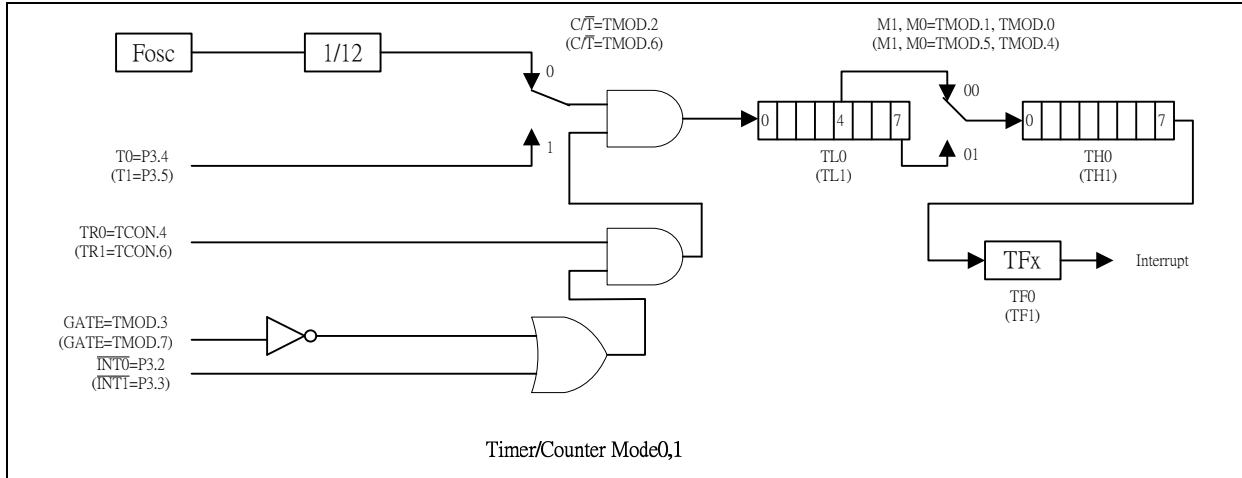 C/T̅=TMOD.2
(C/T̅=TMOD.6)
M1, M0=TMOD.1, TMOD.0
(M1, M0=TMOD.5, TMOD.4)
Fosc
1/12
0
1
T0=P3.4
(T1=P3.5)
0 4 7
TL0
(TL1)
00
01
0 7
TH0
(TH1)
TR0=TCON.4
(TR1=TCON.6)
TFx
Interrupt
TF0
(TF1)
GATE=TMOD.3
(GATE=TMOD.7)
I̅N̅T̅0̅=P3.2
(I̅N̅T̅1̅=P3.3)
Timer/Counter Mode0,1